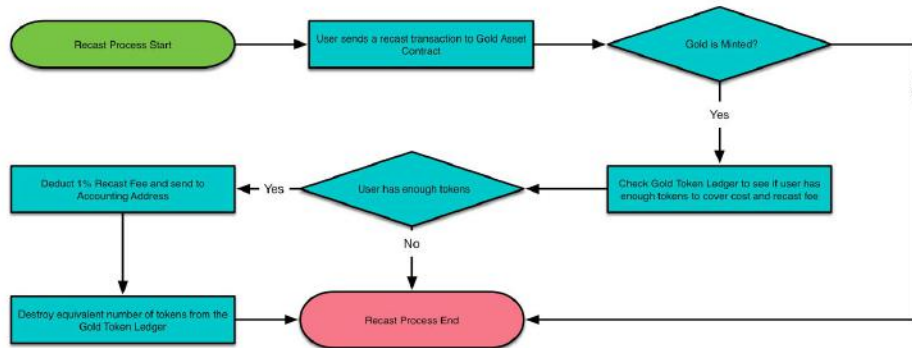 Recast Process Start
User sends a recast transaction to Gold Asset
Contract
Gold is Minted?
Yes
Deduct 1% Recast Fee and send to
Accounting Address
Yes
User has enough tokens
Check Gold Token Ledger to see if user has
enough tokens to cover cost and recast fee
No
Destroy equivalent number of tokens from the
Gold Token Ledger
Recast Process End